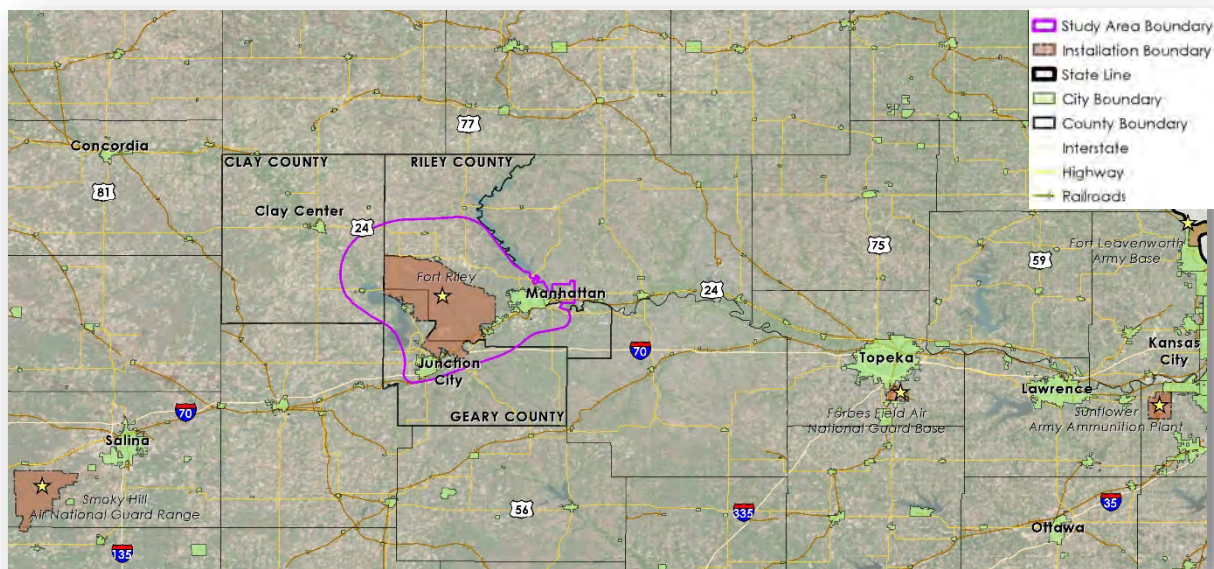 Study Area Boundary
Installation Boundary
State Line
City Boundary
County Boundary
Interstate
Highway
Railroads
77
Concordia
CLAY COUNTY
RILEY COUNTY
81
Clay Center
24
75
59
Fort Leavenworth
Army Base
Fort Riley
Manhattan
24
Junction
City
70
Topeka
Kansas
City
Lawrence
GEARY COUNTY
70
Salina
Forbes Field Air
National Guard Base
Sunflower
Army Ammunition Plant
Smoky Hill
Air National Guard Range
56
335
35
Ottawa
135